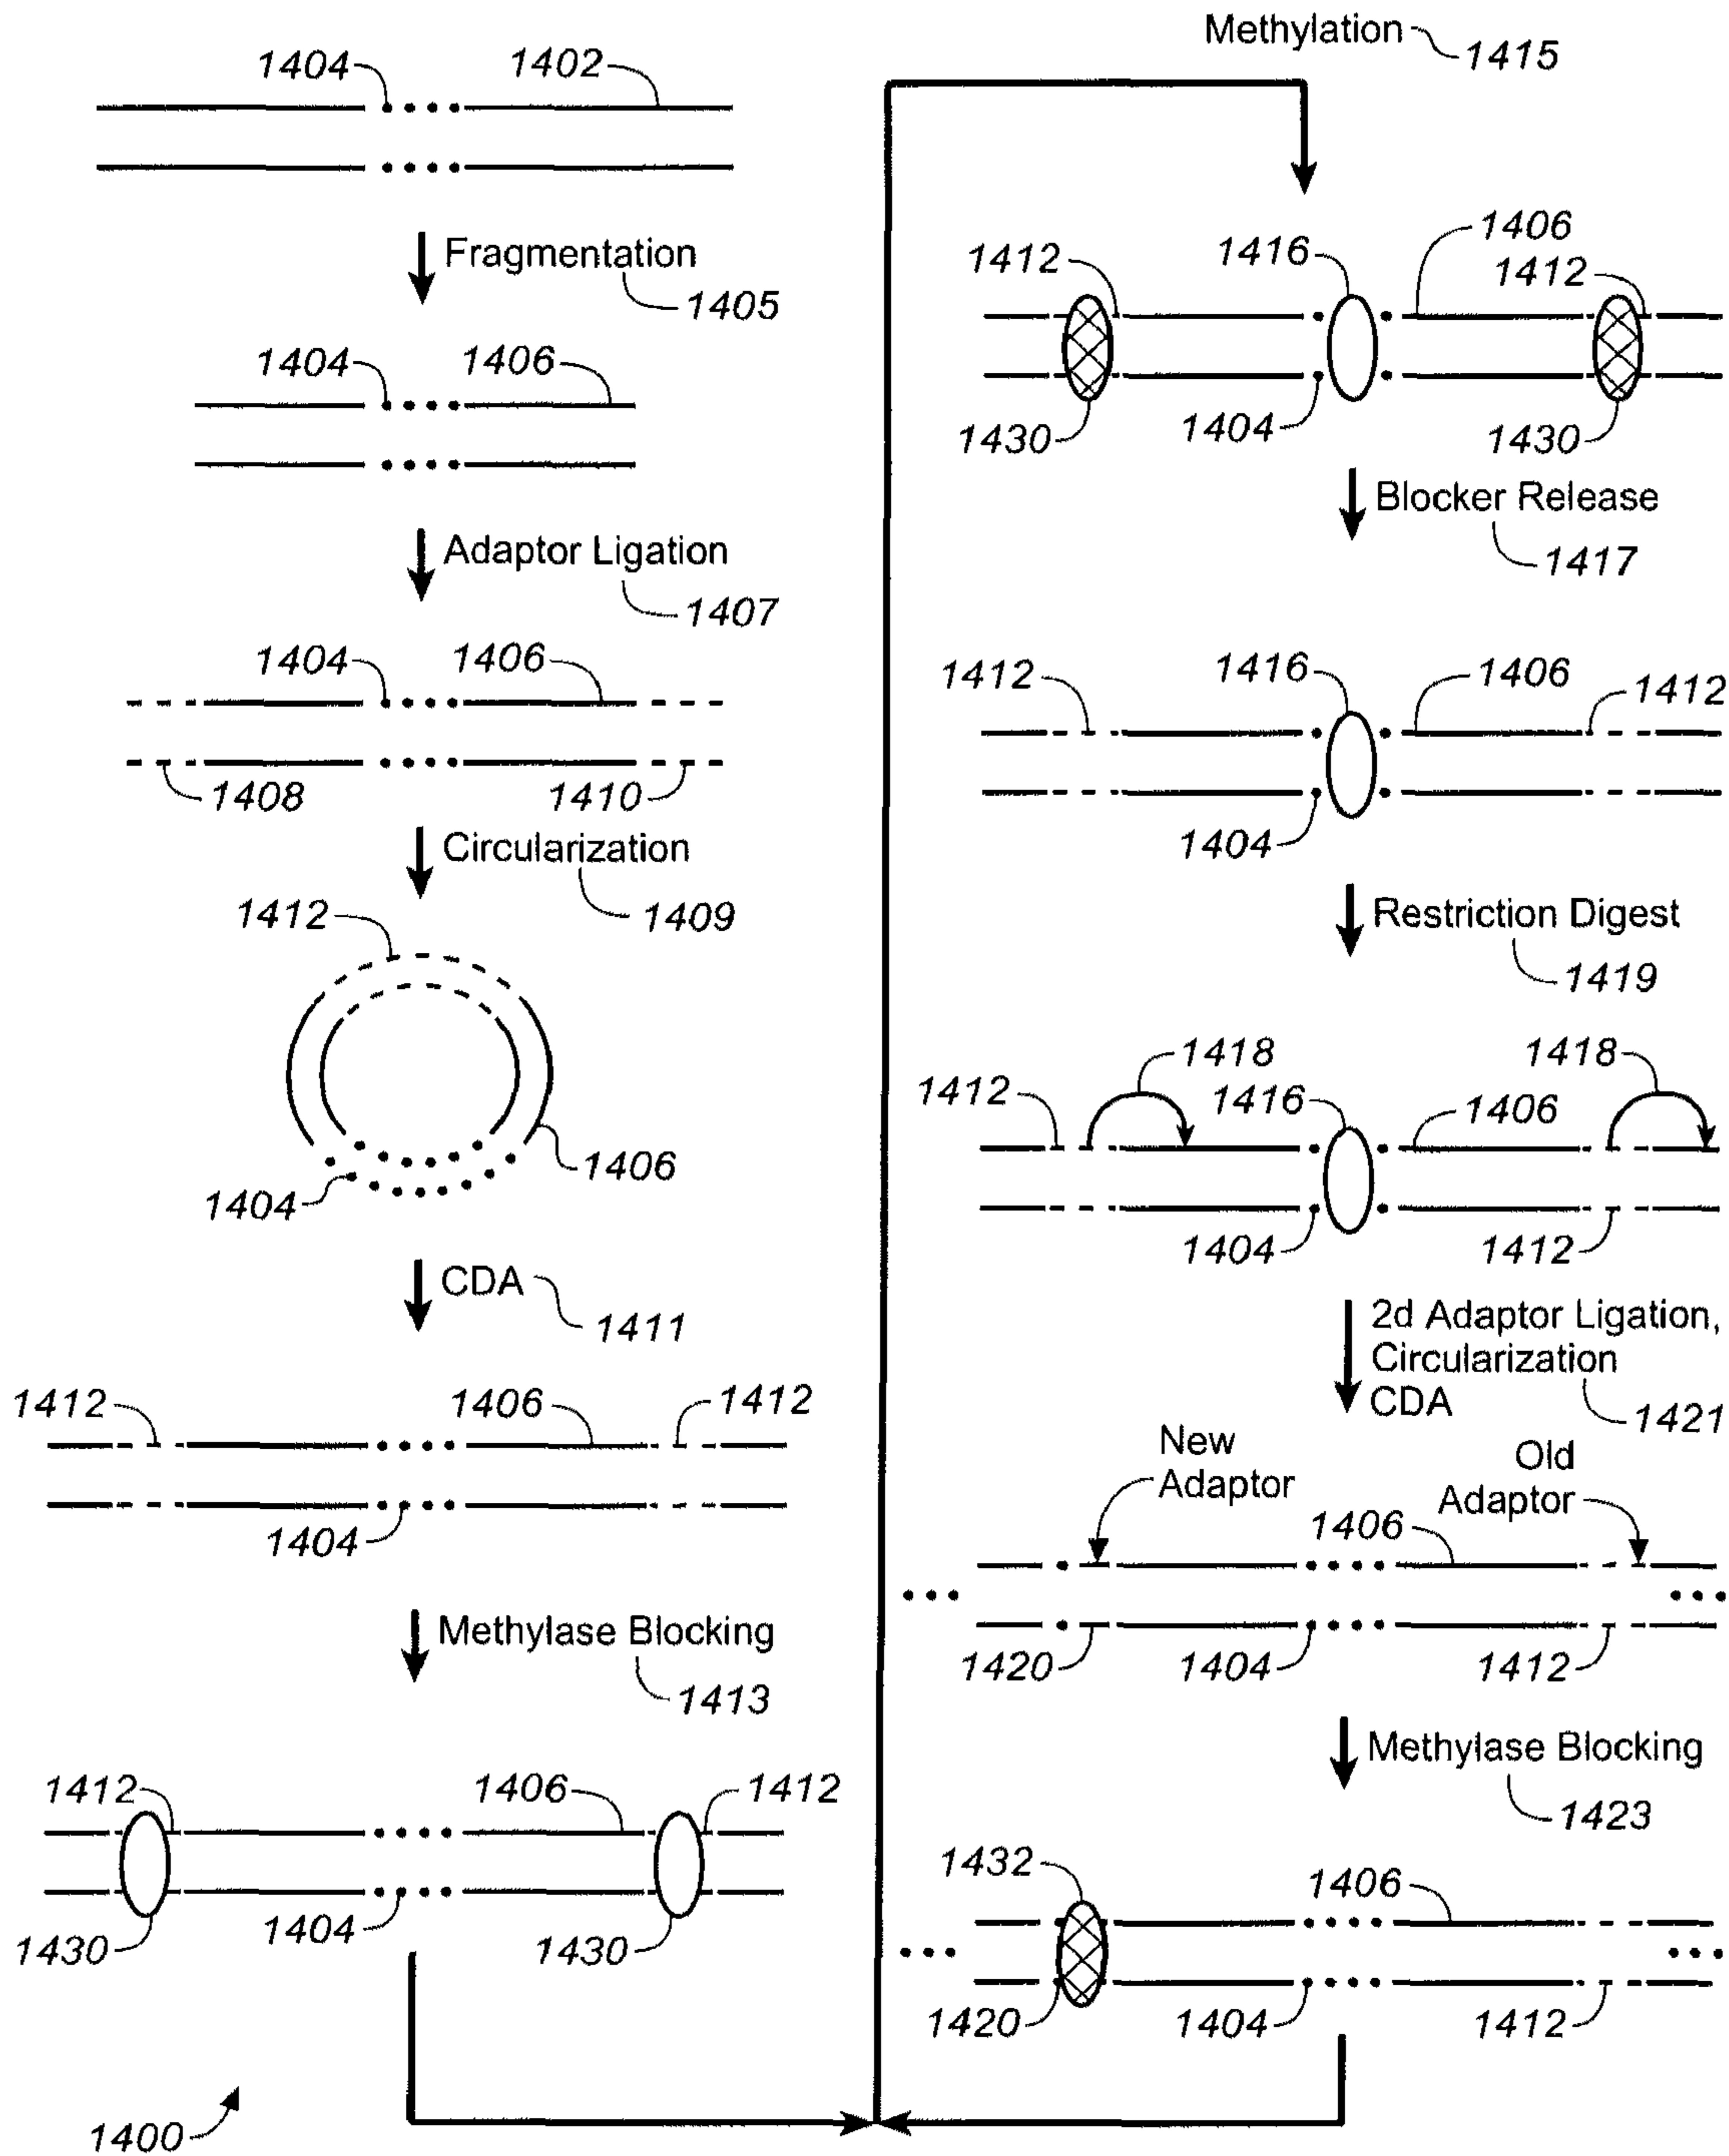 1404 1402
Fragmentation
1405
1404 1406
Adaptor Ligation
1407
1404 1406
1408 1410
Circularization
1409
1412
1406
1404
CDA 1411
1412 1406 1412
1404
Methylase Blocking
1413
1412 1406 1412
1430 1404 1430
1400
Methylation 1415
1406
1412 1416 1412
1430 1404 1430
Blocker Release
1417
1412 1416 1406 1412
1404
Restriction Digest
1419
1418 1418
1412 1416 1406
1404 1412
2d Adaptor Ligation,
Circularization
CDA 1421
New
Adaptor
Old
Adaptor
1406
1420 1404 1412
Methylase Blocking
1423
1432 1406
1420 1404 1412